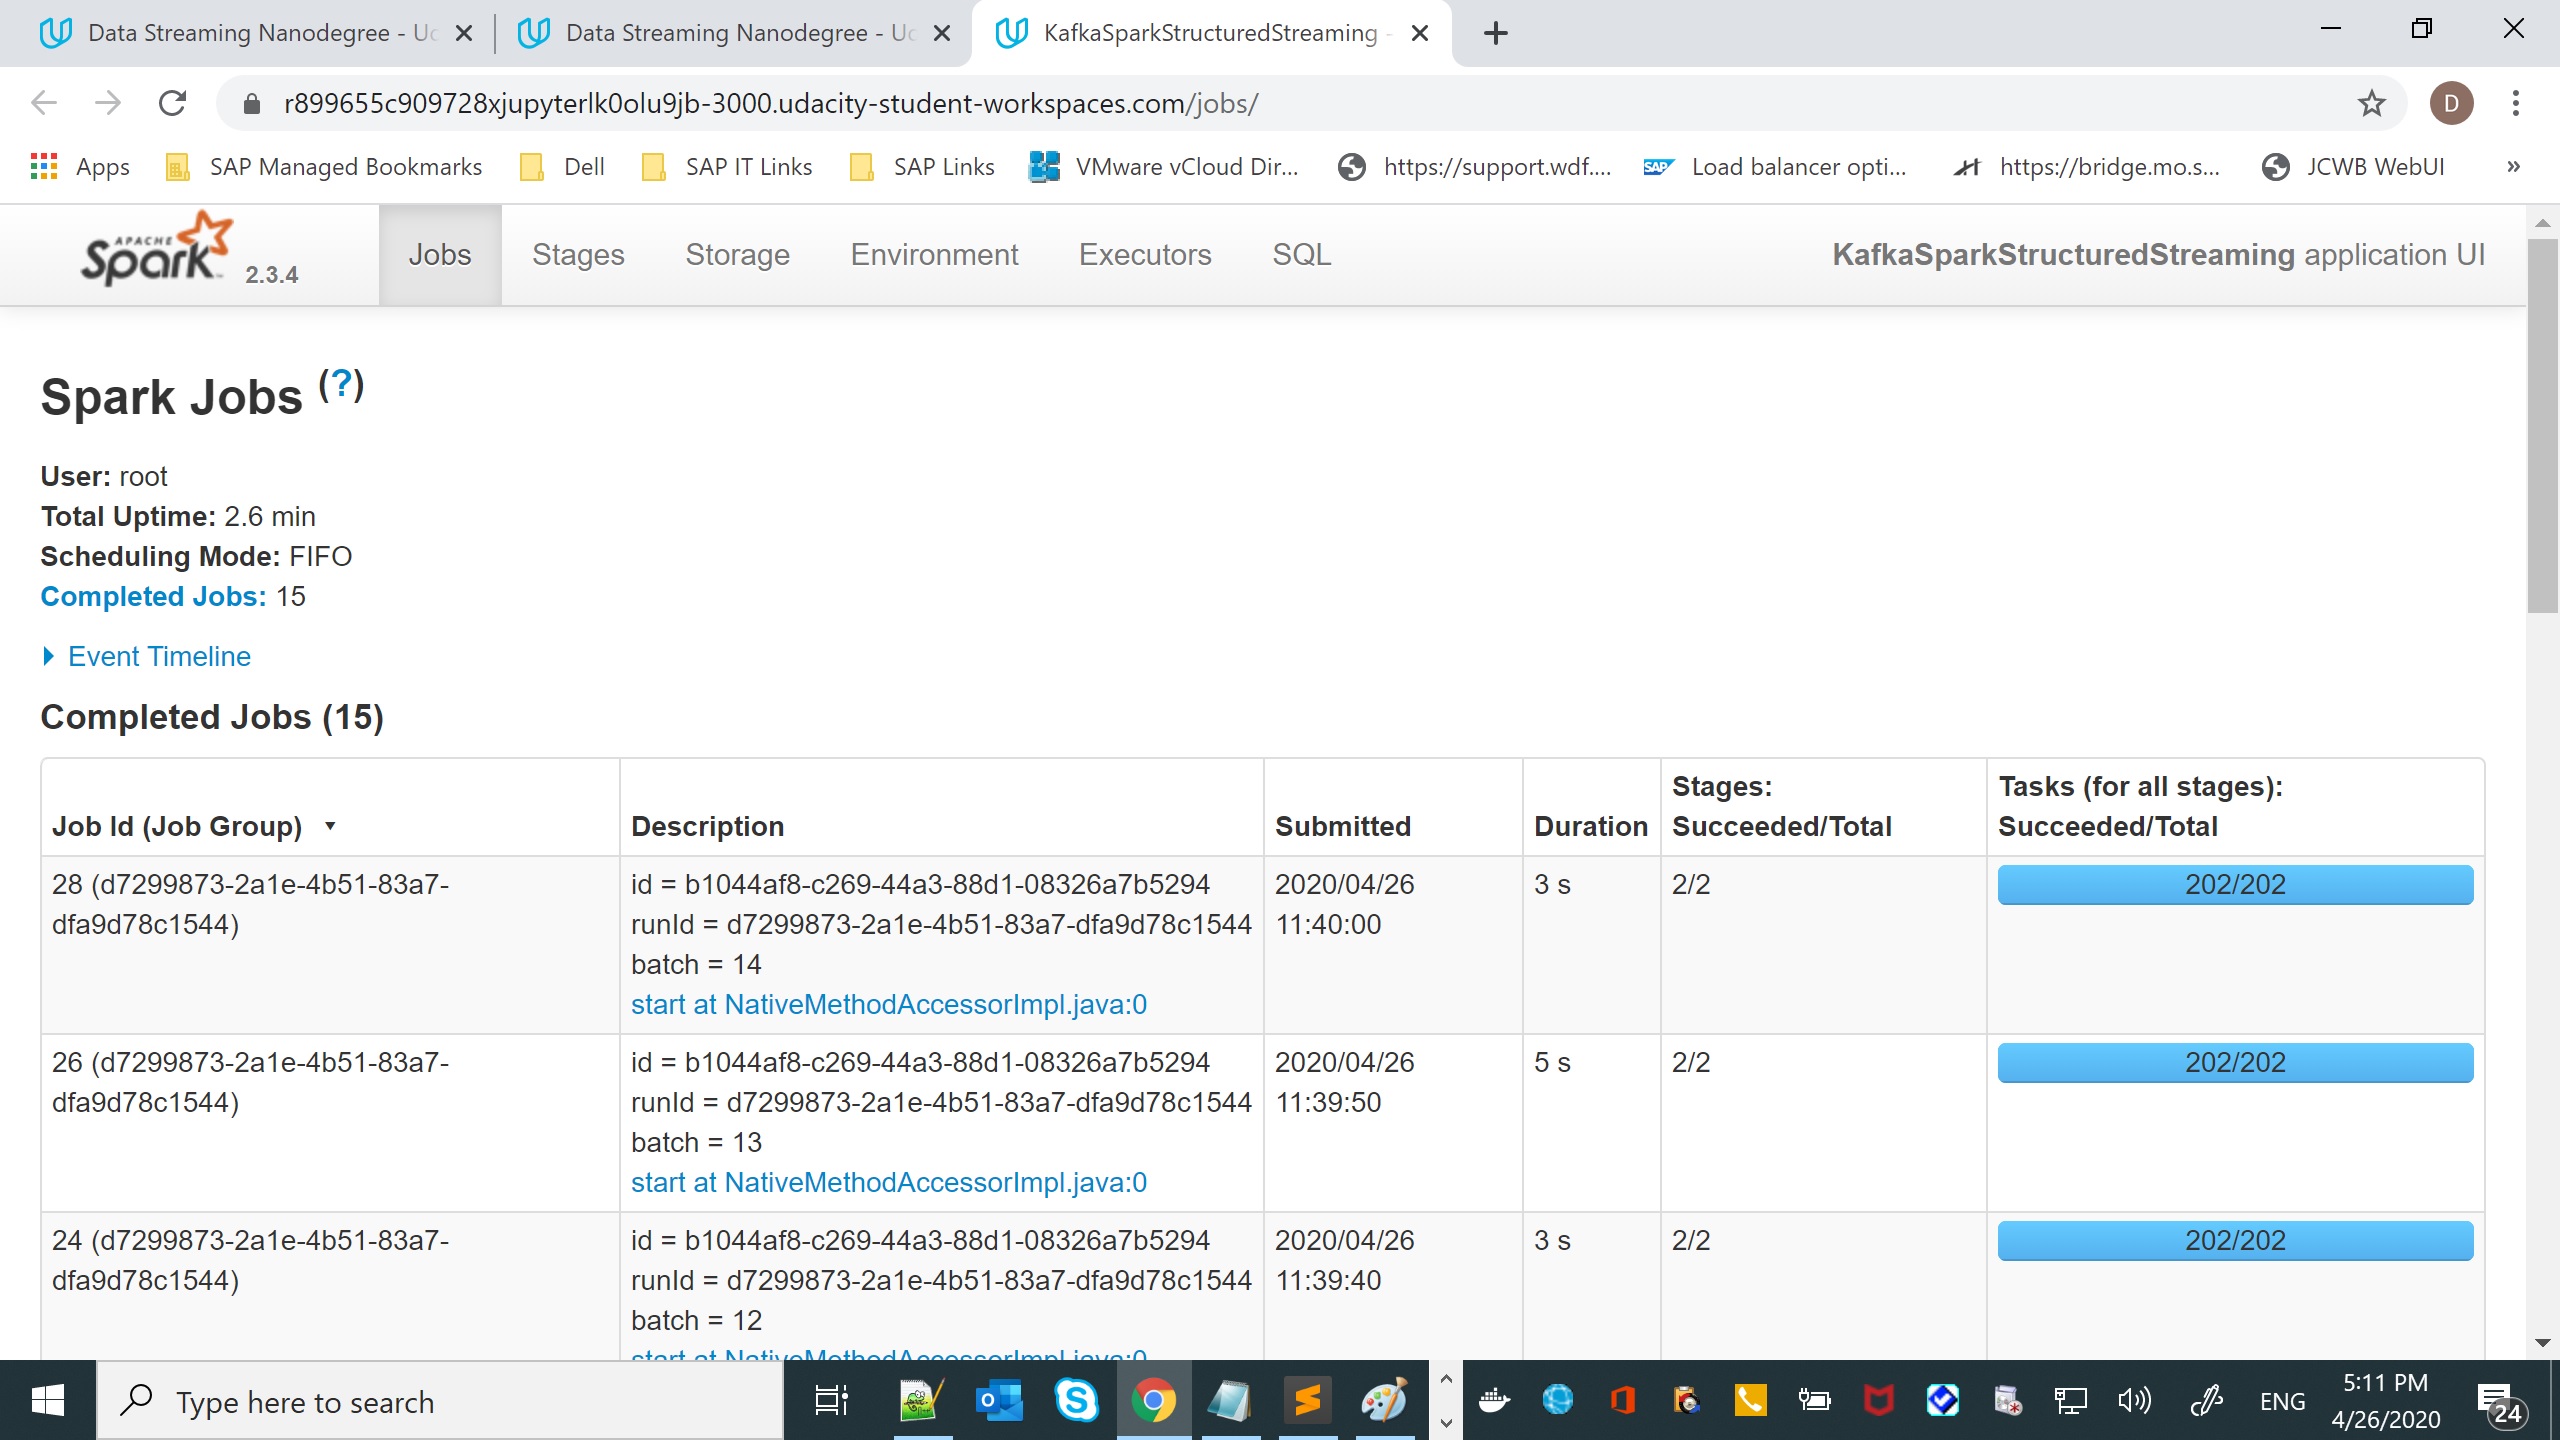 Data Streaming Nanodegree - Uc
Data Streaming Nanodegree - Uc
KafkaSparkStructuredStreaming -
r899655c909728xjupyterlk0olu9jb-3000.udacity-student-workspaces.com/jobs/
D
Apps
SAP Managed Bookmarks
Dell
SAP IT Links
SAP Links
VMware vCloud Dir...
https://support.wdf....
SAP
Load balancer opti...
https://bridge.mo.s...
JCWB WebUI
»
APACHE
Spark
2.3.4
Jobs
Stages
Storage
Environment
Executors
SQL
KafkaSparkStructuredStreaming application UI
Spark Jobs (?)
User: root
Total Uptime: 2.6 min
Scheduling Mode: FIFO
Completed Jobs: 15
Event Timeline
Completed Jobs (15)
Job Id (Job Group)
Description
Submitted
Duration
Stages:
Succeeded/Total
Tasks (for all stages):
Succeeded/Total
28 (d7299873-2a1e-4b51-83a7-
dfa9d78c1544)
id = b1044af8-c269-44a3-88d1-08326a7b5294
runId = d7299873-2a1e-4b51-83a7-dfa9d78c1544
batch = 14
start at NativeMethodAccessorImpl.java:0
2020/04/26
11:40:00
3 s
2/2
202/202
26 (d7299873-2a1e-4b51-83a7-
dfa9d78c1544)
id = b1044af8-c269-44a3-88d1-08326a7b5294
runId = d7299873-2a1e-4b51-83a7-dfa9d78c1544
batch = 13
start at NativeMethodAccessorImpl.java:0
2020/04/26
11:39:50
5 s
2/2
202/202
24 (d7299873-2a1e-4b51-83a7-
dfa9d78c1544)
id = b1044af8-c269-44a3-88d1-08326a7b5294
runId = d7299873-2a1e-4b51-83a7-dfa9d78c1544
batch = 12
start at NativeMethodAccessorImpl.java:0
2020/04/26
11:39:40
3 s
2/2
202/202
Type here to search
ENG
5:11 PM
4/26/2020
24